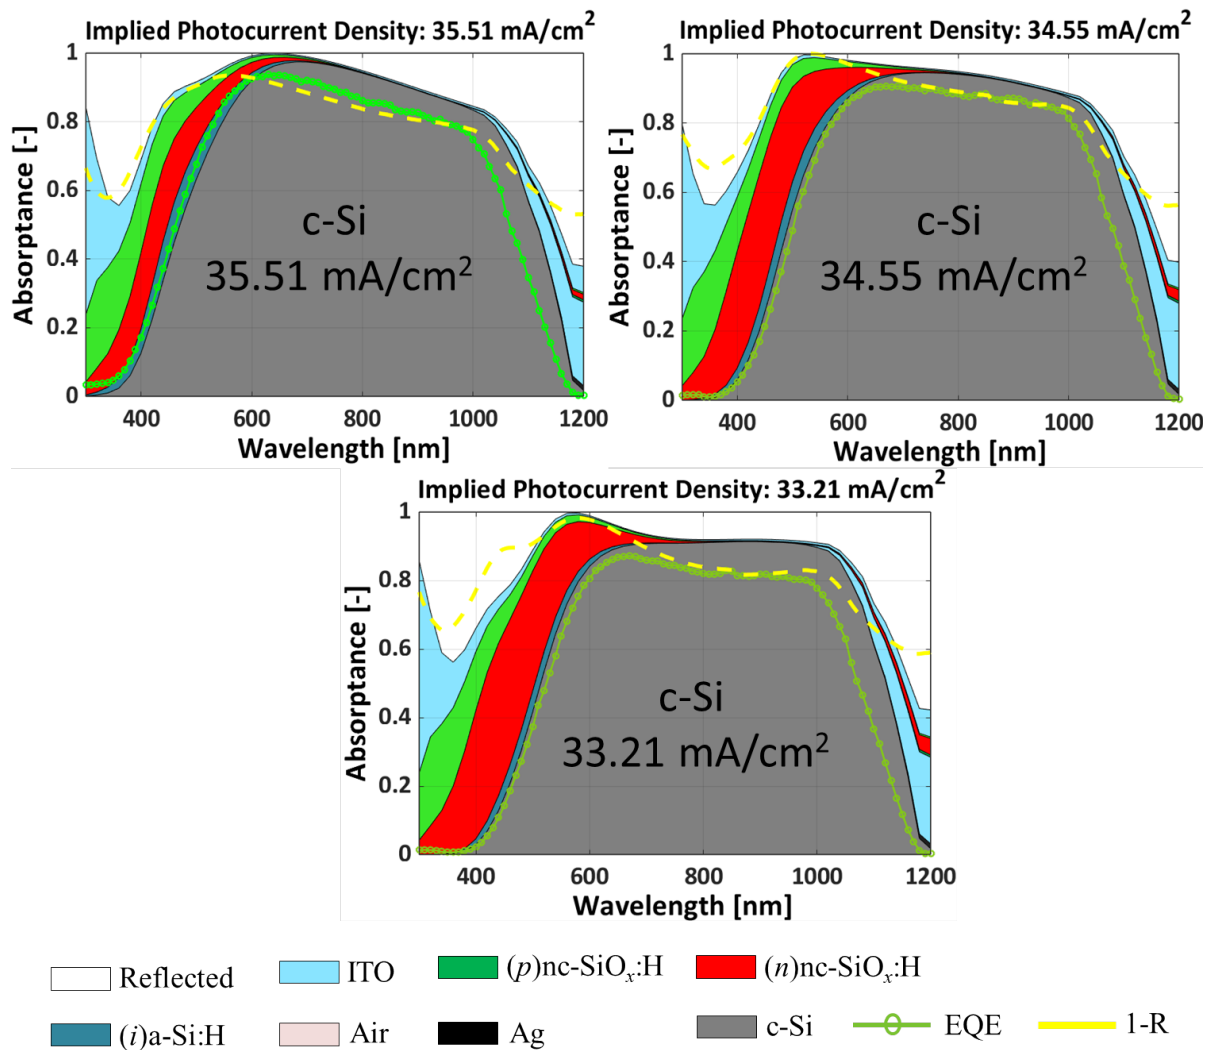 Implied Photocurrent Density: 35.51 mA/cm²
Absorptance [-]
1
0.8
0.6
0.4
0.2
0
c-Si
35.51 mA/cm²
400 600 800 1000 1200
Wavelength [nm]
Implied Photocurrent Density: 34.55 mA/cm²
Absorptance [-]
1
0.8
0.6
0.4
0.2
0
c-Si
34.55 mA/cm²
400 600 800 1000 1200
Wavelength [nm]
Implied Photocurrent Density: 33.21 mA/cm²
Absorptance [-]
1
0.8
0.6
0.4
0.2
0
c-Si
33.21 mA/cm²
400 600 800 1000 1200
Wavelength [nm]
Reflected ITO (p)nc-SiOₓ:H (n)nc-SiOₓ:H
(i)a-Si:H Air Ag c-Si EQE 1-R